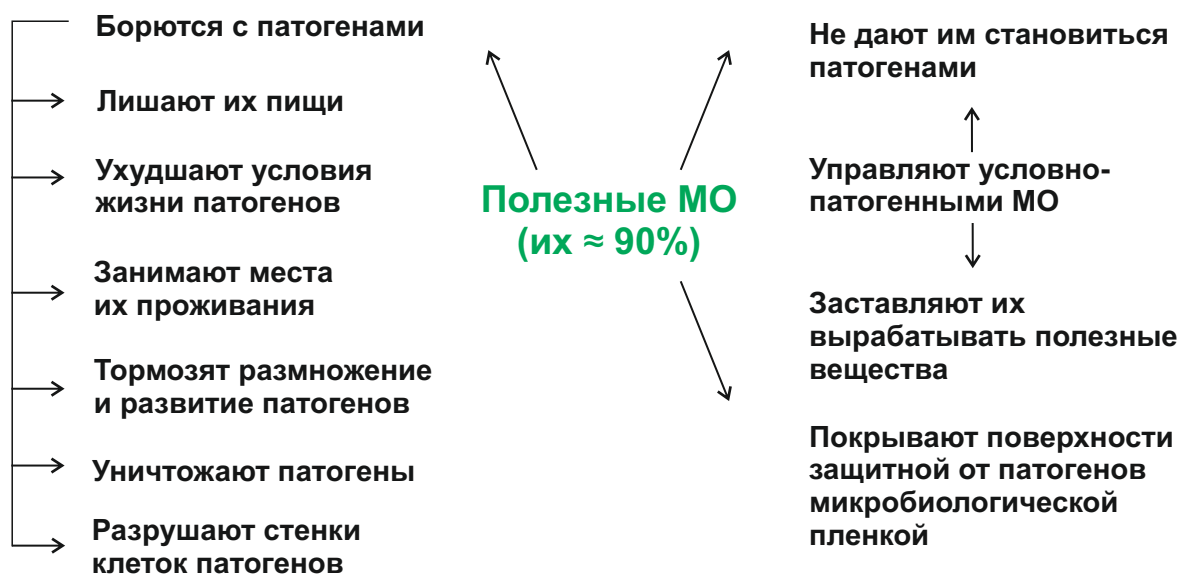 Борются с патогенами
Лишают их пищи
Ухудшают условия
жизни патогенов
Занимают места
их проживания
Тормозят размножение
и развитие патогенов
Уничтожают патогены
Разрушают стенки
клеток патогенов
Полезные МО
(их ≈ 90%)
Не дают им становиться
патогенами
Управляют условно-
патогенными МО
Заставляют их
вырабатывать полезные
вещества
Покрывают поверхности
защитной от патогенов
микробиологической
пленкой